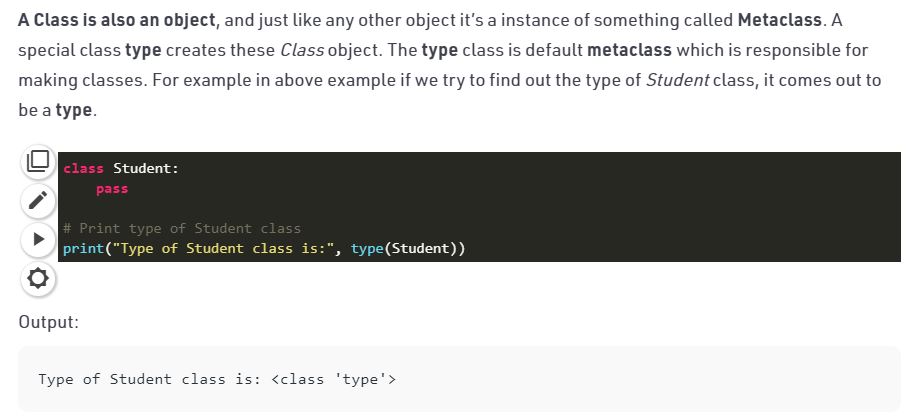 A Class is also an object, and just like any other object it's a instance of something called Metaclass. A
special class type creates these Class object. The type class is default metaclass which is responsible for
making classes. For example in above example if we try to find out the type of Student class, it comes out to
be a type.
class Student:
    pass
# Print type of Student class
print("Type of Student class is:", type(Student))
Output:
Type of Student class is: <class 'type'>